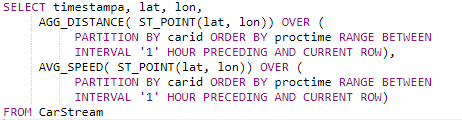 SELECT timestampa, lat, lon,
AGG_DISTANCE( ST_POINT(lat, lon)) OVER (
PARTITION BY carid ORDER BY proctime RANGE BETWEEN
INTERVAL '1' HOUR PRECEDING AND CURRENT ROW),
AVG_SPEED( ST_POINT(lat, lon)) OVER (
PARTITION BY carid ORDER BY proctime RANGE BETWEEN
INTERVAL '1' HOUR PRECEDING AND CURRENT ROW)
FROM CarStream